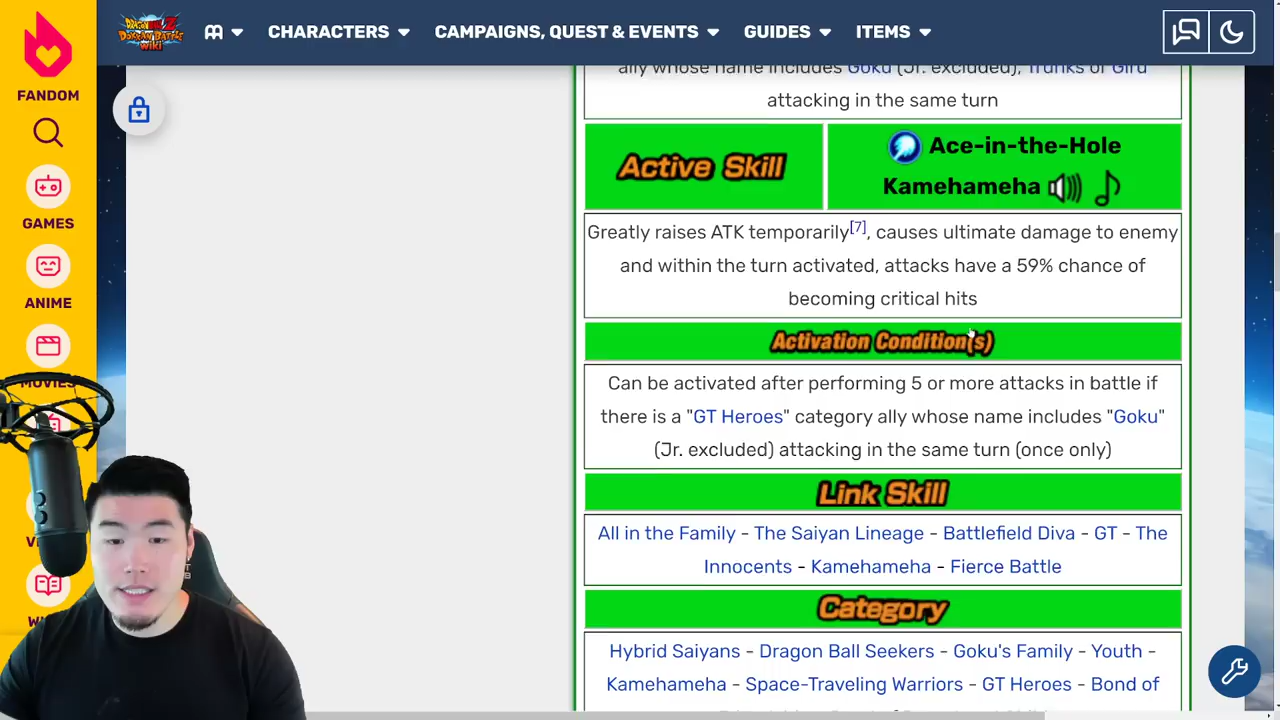 DRAGON BALL Z
DOKKAN BATTLE
WIKI
CHARACTERS
CAMPAIGNS, QUEST & EVENTS
GUIDES
ITEMS
FANDOM
GAMES
ANIME
MOVIES
ally whose name includes Goku (Jr. excluded), Trunks or Giru
attacking in the same turn
Active Skill
Ace-in-the-Hole
Kamehameha
Greatly raises ATK temporarily[7], causes ultimate damage to enemy
and within the turn activated, attacks have a 59% chance of
becoming critical hits
Activation Condition(s)
Can be activated after performing 5 or more attacks in battle if
there is a "GT Heroes" category ally whose name includes "Goku"
(Jr. excluded) attacking in the same turn (once only)
Link Skill
All in the Family - The Saiyan Lineage - Battlefield Diva - GT - The
Innocents - Kamehameha - Fierce Battle
Category
Hybrid Saiyans - Dragon Ball Seekers - Goku's Family - Youth -
Kamehameha - Space-Traveling Warriors - GT Heroes - Bond of